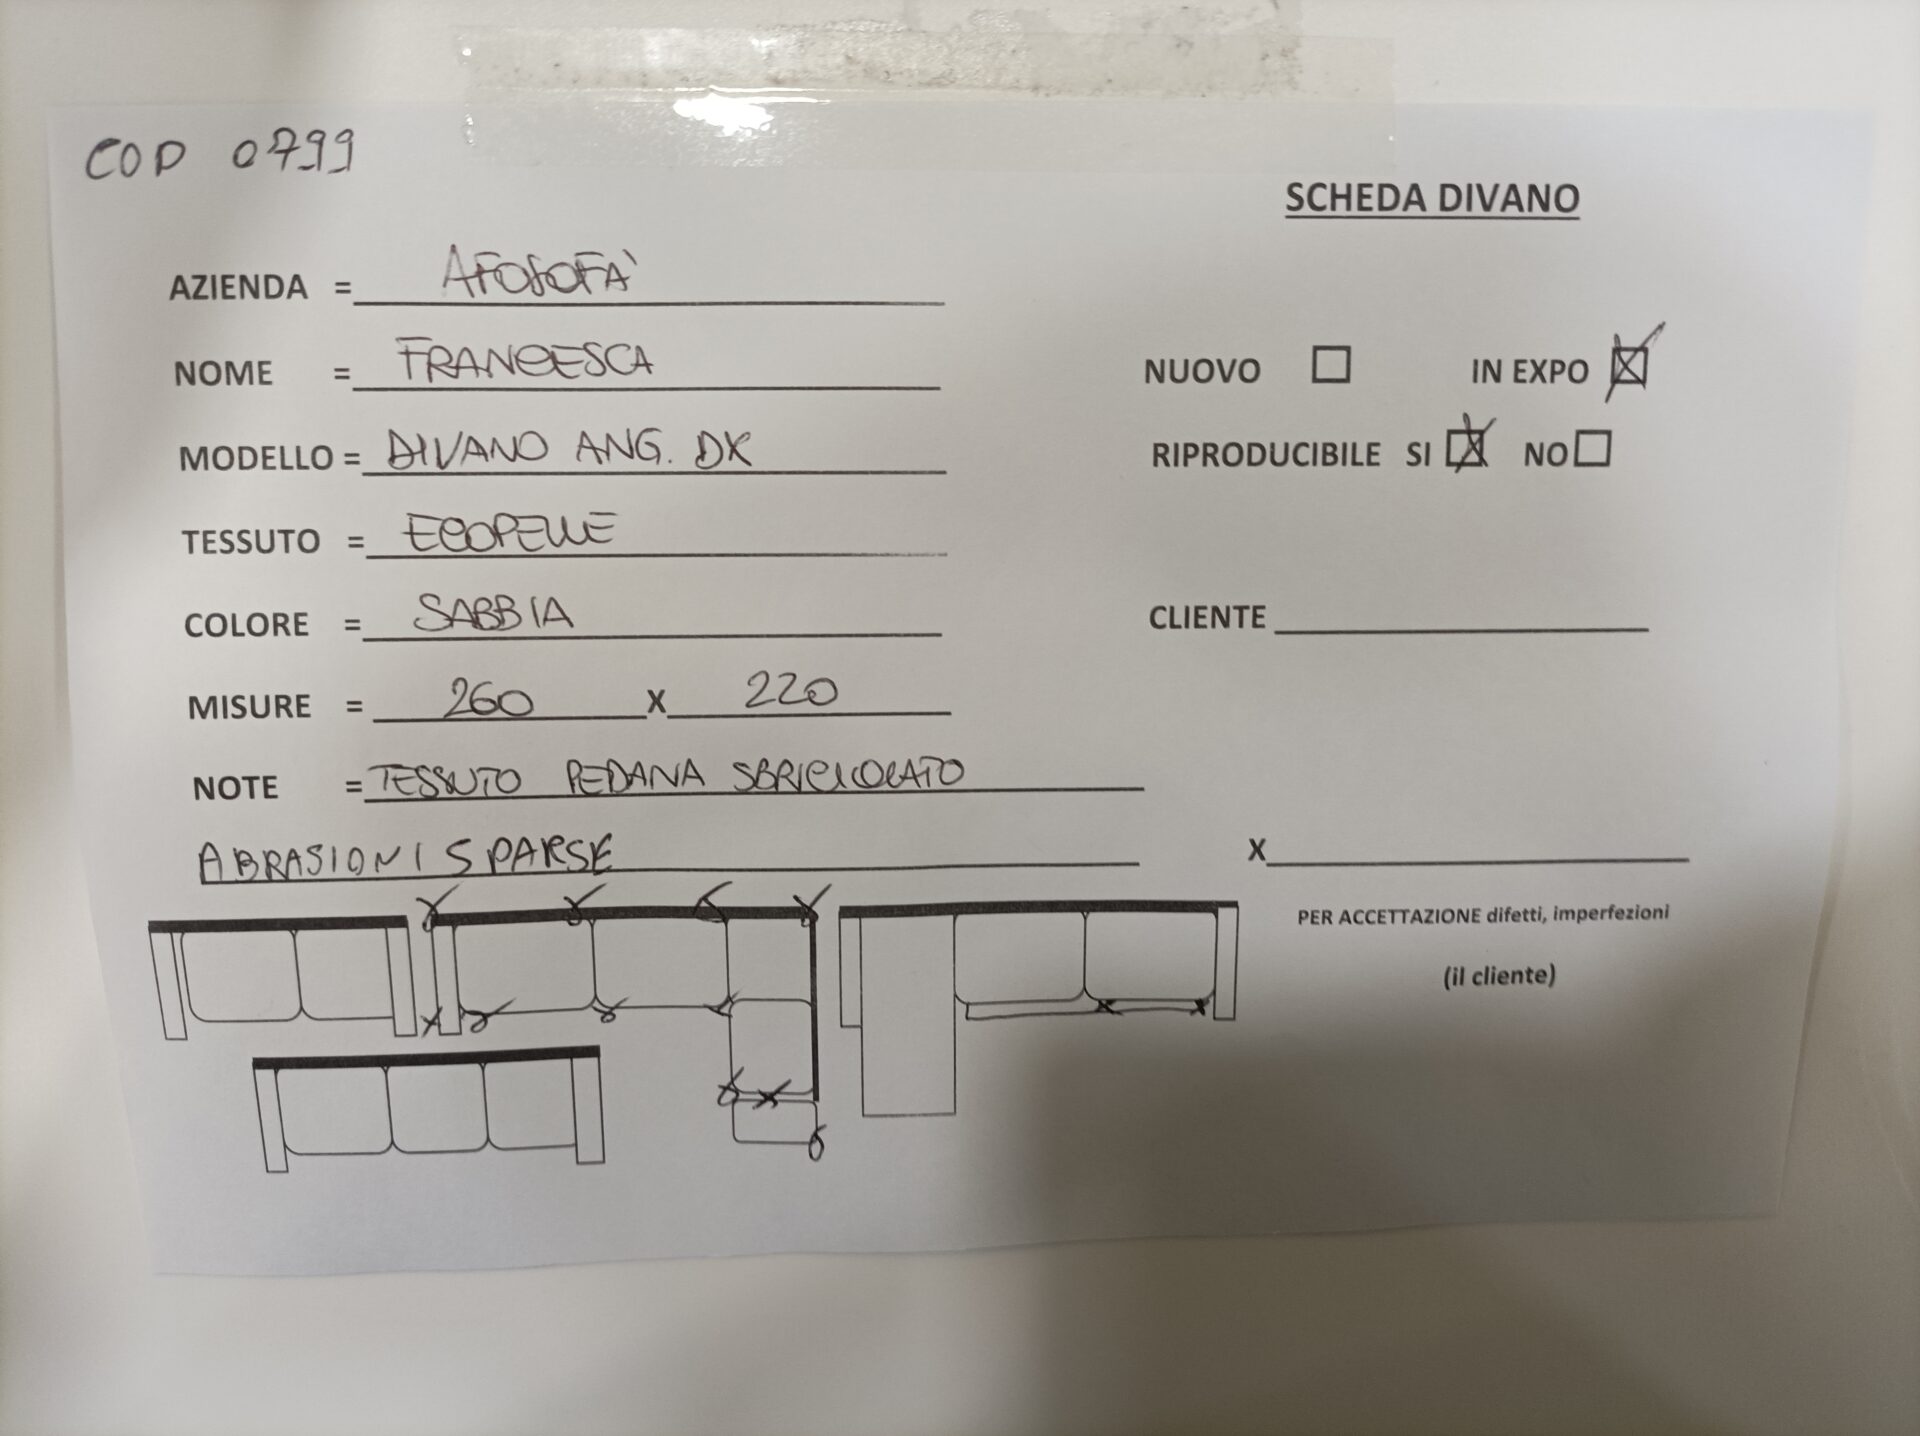 COD 0799
SCHEDA DIVANO
AZIENDA = AFOSOFA'
NOME = FRANCESCA
NUOVO IN EXPO X
MODELLO = DIVANO ANG. DX
RIPRODUCIBILE SI X NO
TESSUTO = ECOPELLE
COLORE = SABBIA
CLIENTE
MISURE = 260 X 220
NOTE = TESSUTO PEDANA SBRICIOLATO
ABRASIONI SPARSE
X
PER ACCETTAZIONE difetti, imperfezioni
(il cliente)